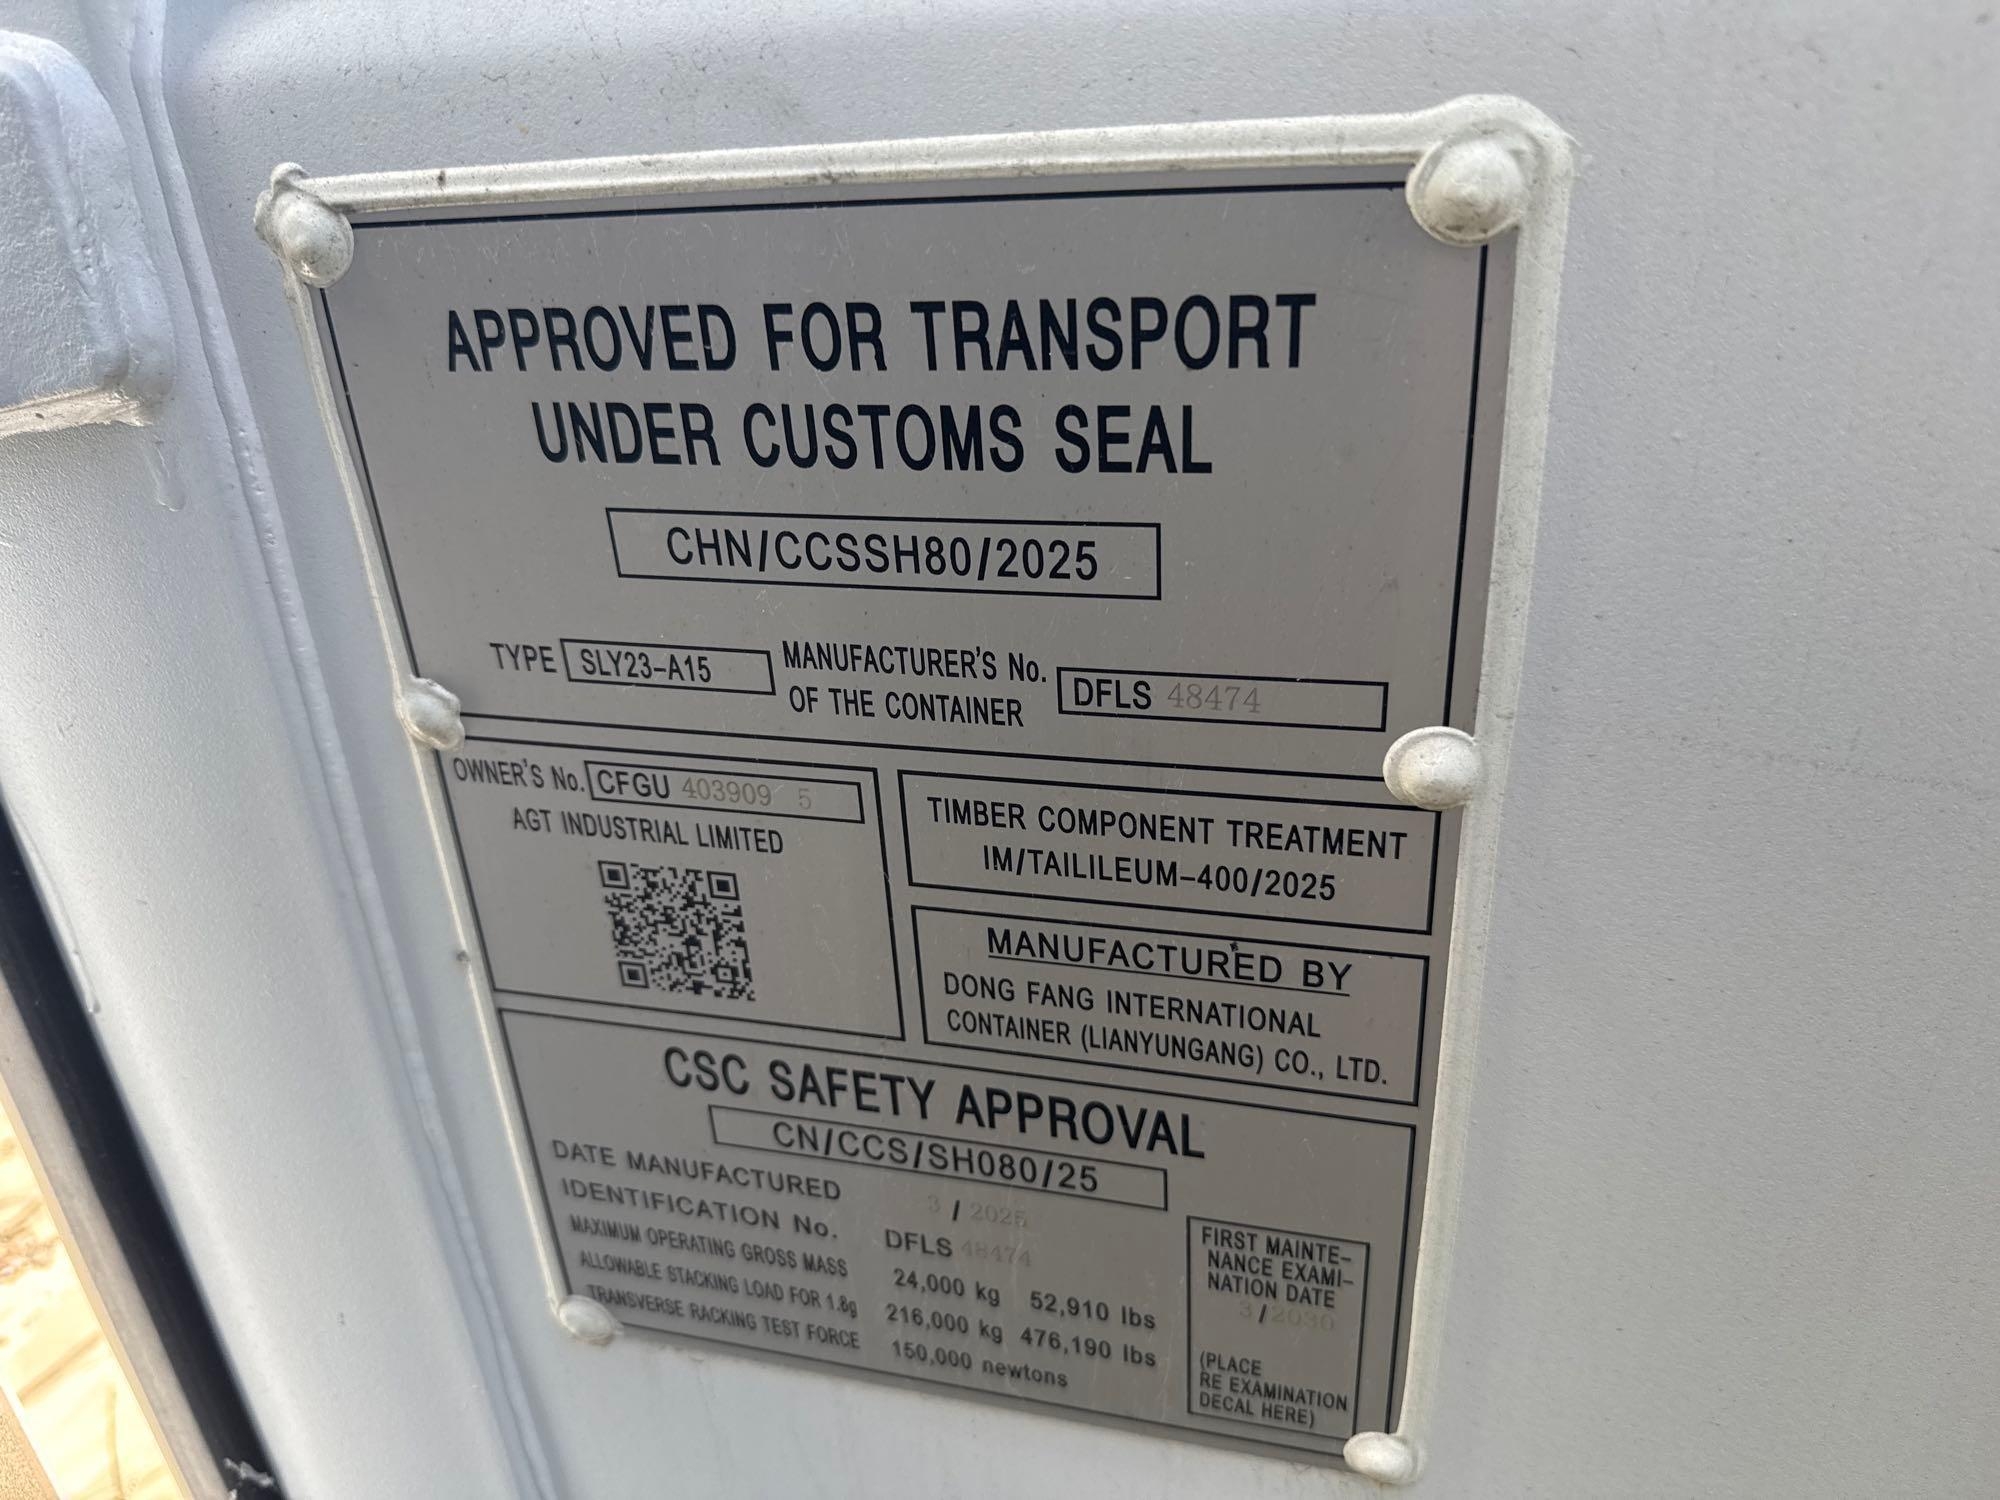 APPROVED FOR TRANSPORT
UNDER CUSTOMS SEAL
CHN/CCSSH80/2025
TYPE SLY23-A15
MANUFACTURER'S No.
OF THE CONTAINER
DFLS 48474
OWNER'S No. CFGU 403909 5
AGT INDUSTRIAL LIMITED
TIMBER COMPONENT TREATMENT
IM/TAILILEUM-400/2025
MANUFACTURED BY
DONG FANG INTERNATIONAL
CONTAINER (LIANYUNGANG) CO., LTD.
CSC SAFETY APPROVAL
CN/CCS/SH080/25
DATE MANUFACTURED 3 / 2025
IDENTIFICATION No. DFLS 48474
MAXIMUM OPERATING GROSS MASS 24,000 kg 52,910 lbs
ALLOWABLE STACKING LOAD FOR 1.8g 216,000 kg 476,190 lbs
TRANSVERSE RACKING TEST FORCE 150,000 newtons
FIRST MAINTE-
NANCE EXAMI-
NATION DATE
3/2030
(PLACE
RE EXAMINATION
DECAL HERE)